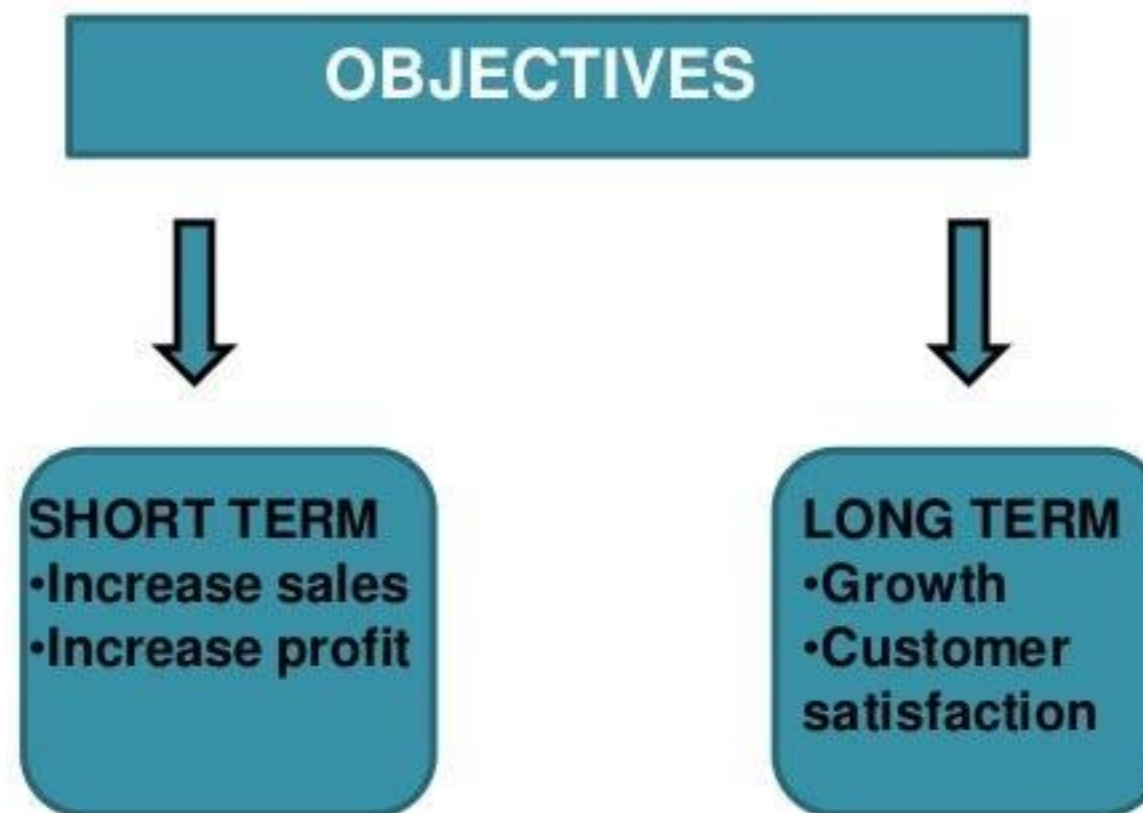 OBJECTIVES
SHORT TERM
•Increase sales
•Increase profit
LONG TERM
•Growth
•Customer
satisfaction